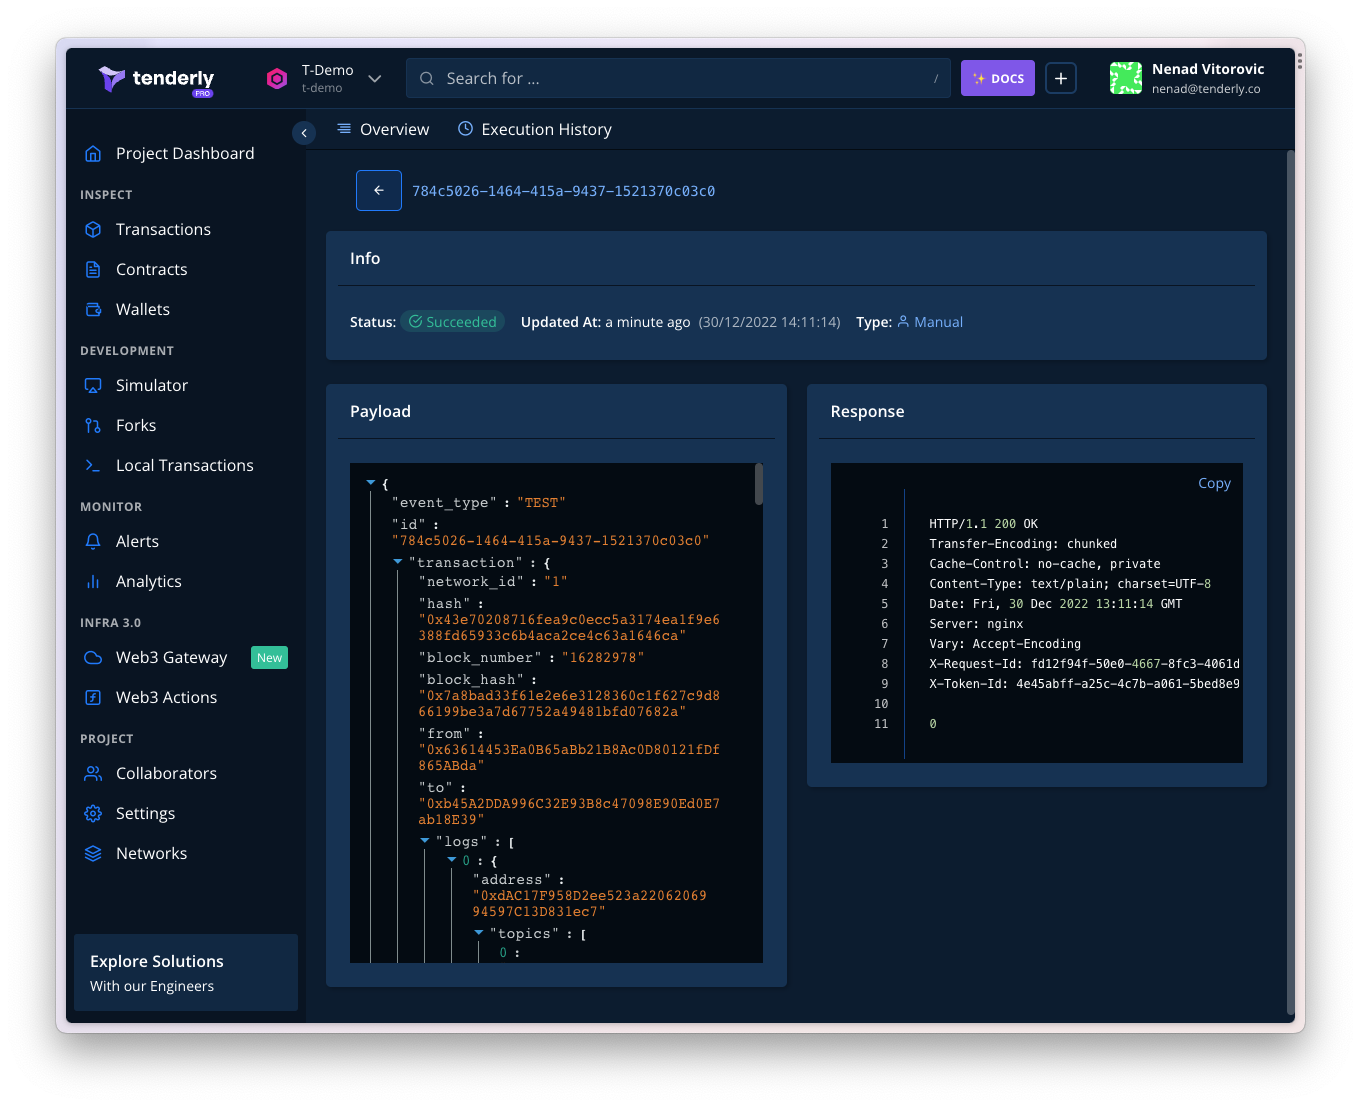 tenderly
PRO
T-Demo
t-demo
Search for ...
/
DOCS
+
Nenad Vitorovic
nenad@tenderly.co
Overview
Execution History
Project Dashboard
INSPECT
Transactions
Contracts
Wallets
DEVELOPMENT
Simulator
Forks
Local Transactions
MONITOR
Alerts
Analytics
INFRA 3.0
Web3 Gateway New
Web3 Actions
PROJECT
Collaborators
Settings
Networks
Explore Solutions
With our Engineers
784c5026-1464-415a-9437-1521370c03c0
Info
Status: Succeeded Updated At: a minute ago (30/12/2022 14:11:14) Type: Manual
Payload
{
"event_type" : "TEST"
"id" :
"784c5026-1464-415a-9437-1521370c03c0"
"transaction" : {
"network_id" : "1"
"hash" :
"0x43e70208716fea9c0ecc5a3174ea1f9e6
388fd65933c6b4aca2ce4c63a1646ca"
"block_number" : "16282978"
"block_hash" :
"0x7a8bad33f61e2e6e3128360c1f627c9d8
66199be3a7d67752a49481bfd07682a"
"from" :
"0x63614453Ea0B65aBb21B8Ac0D80121fDf
865ABda"
"to" :
"0xb45A2DDA996C32E93B8c47098E90Ed0E7
ab18E39"
"logs" : [
0 : {
"address" :
"0xdAC17F958D2ee523a22062069
94597C13D831ec7"
"topics" : [
0 :
Response
Copy
1 HTTP/1.1 200 OK
2 Transfer-Encoding: chunked
3 Cache-Control: no-cache, private
4 Content-Type: text/plain; charset=UTF-8
5 Date: Fri, 30 Dec 2022 13:11:14 GMT
6 Server: nginx
7 Vary: Accept-Encoding
8 X-Request-Id: fd12f94f-50e0-4667-8fc3-4061d
9 X-Token-Id: 4e45abff-a25c-4c7b-a061-5bed8e9
10
11 0